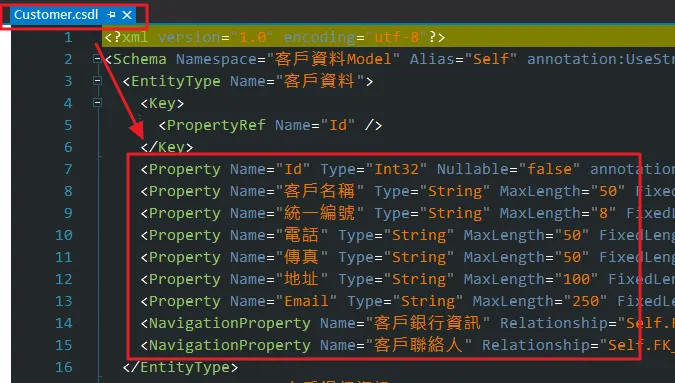 Customer.csdl
1 <?xml version="1.0" encoding="utf-8"?>
2 <Schema Namespace="客戶資料Model" Alias="Self" annotation:UseStr
3 <EntityType Name="客戶資料">
4 <Key>
5 <PropertyRef Name="Id" />
6 </Key>
7 <Property Name="Id" Type="Int32" Nullable="false" annotation
8 <Property Name="客戶名稱" Type="String" MaxLength="50" Fixed
9 <Property Name="統一編號" Type="String" MaxLength="8" FixedL
10 <Property Name="電話" Type="String" MaxLength="50" FixedLeng
11 <Property Name="傳真" Type="String" MaxLength="50" FixedLeng
12 <Property Name="地址" Type="String" MaxLength="100" FixedLen
13 <Property Name="Email" Type="String" MaxLength="250" FixedLe
14 <NavigationProperty Name="客戶銀行資訊" Relationship="Self.F
15 <NavigationProperty Name="客戶聯絡人" Relationship="Self.FK_
16 </EntityType>